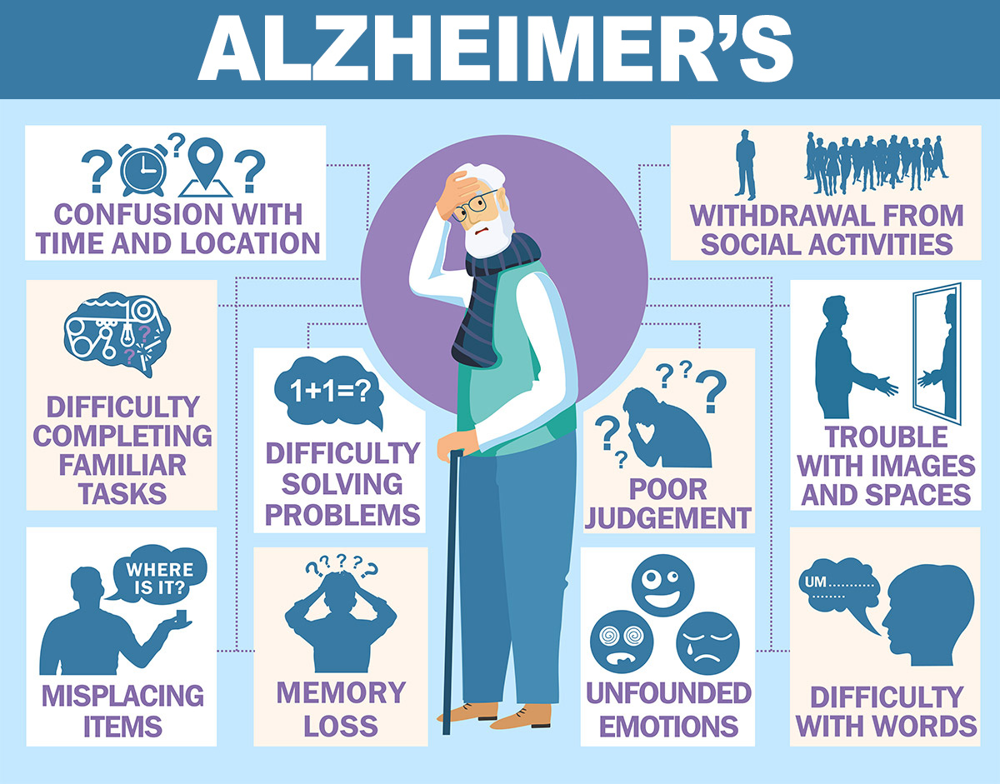 ALZHEIMER’S
? ? ?
CONFUSION WITH
TIME AND LOCATION
WITHDRAWAL FROM
SOCIAL ACTIVITIES
?
?
DIFFICULTY
COMPLETING
FAMILIAR
TASKS
1+1=?
DIFFICULTY
SOLVING
PROBLEMS
? ? ?
?
?
POOR
JUDGEMENT
TROUBLE
WITH IMAGES
AND SPACES
WHERE
IS IT?
MISPLACING
ITEMS
? ? ? ? ?
MEMORY
LOSS
UNFOUNDED
EMOTIONS
UM............
.........
DIFFICULTY
WITH WORDS